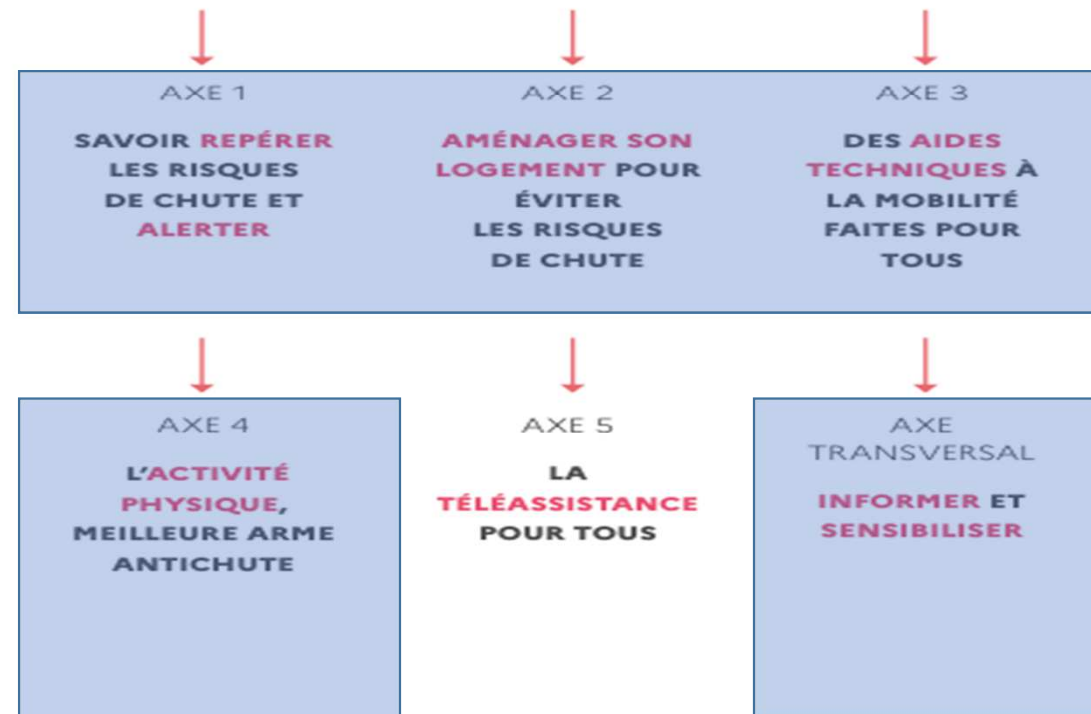 AXE 1
SAVOIR REPÉRER
LES RISQUES
DE CHUTE ET
ALERTER
AXE 2
AMÉNAGER SON
LOGEMENT POUR
ÉVITER
LES RISQUES
DE CHUTE
AXE 3
DES AIDES
TECHNIQUES À
LA MOBILITÉ
FAITES POUR
TOUS
AXE 4
L'ACTIVITÉ
PHYSIQUE,
MEILLEURE ARME
ANTICHUTE
AXE 5
LA
TÉLÉASSISTANCE
POUR TOUS
AXE
TRANSVERSAL
INFORMER ET
SENSIBILISER